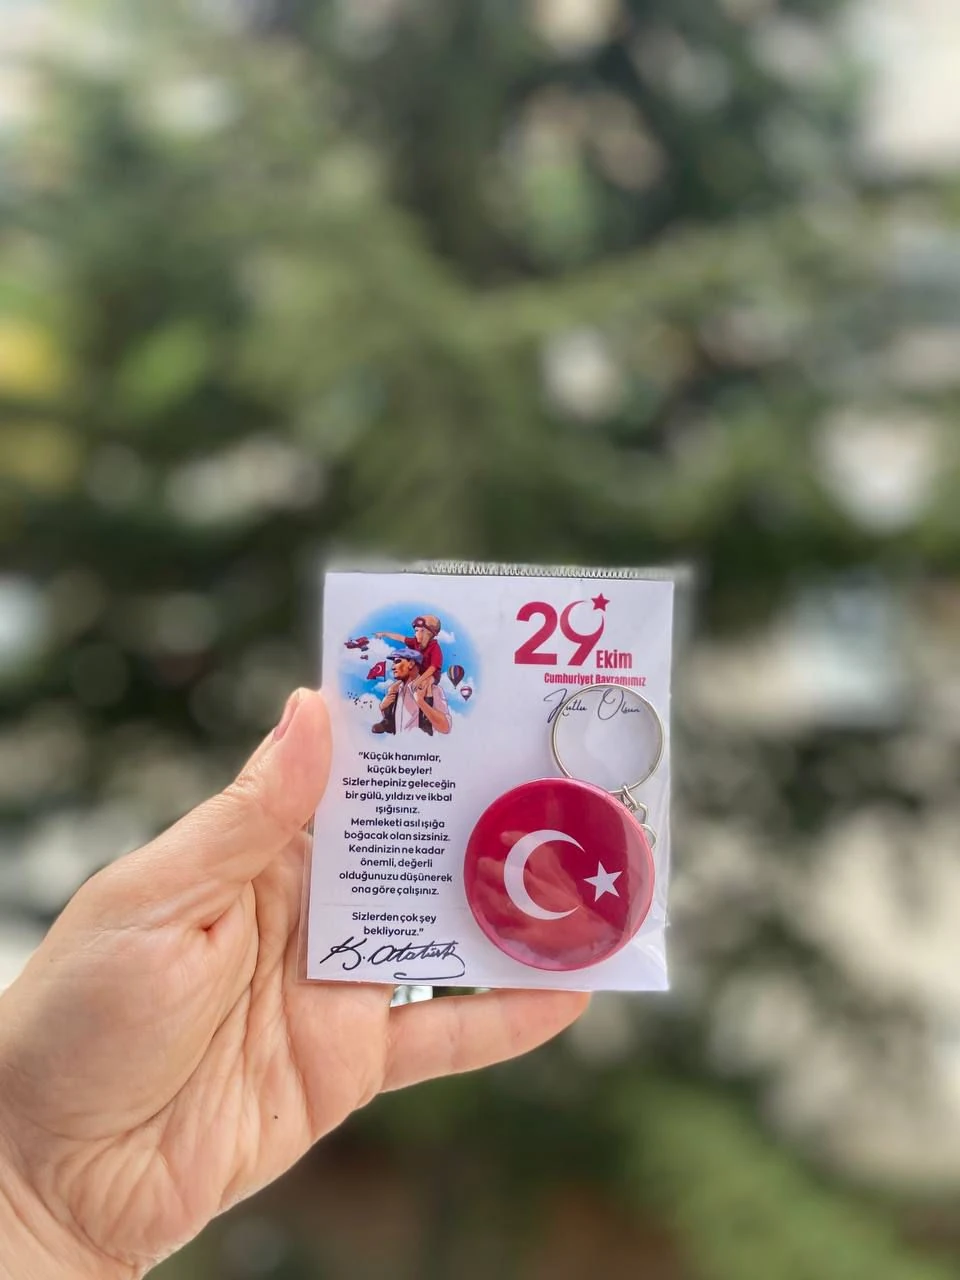 29
Ekim
Cumhuriyet Bayramımız
Kutlu Olsun
"Küçük hanımlar,
küçük beyler!
Sizler hepiniz geleceğin
bir gülü, yıldızı ve ikbal
ışığısınız.
Memleketi asıl ışığa
boğacak olan sizsiniz.
Kendinizin ne kadar
önemli, değerli
olduğunuzu düşünerek
ona göre çalışınız.
Sizlerden çok şey
bekliyoruz."
K. Atatürk